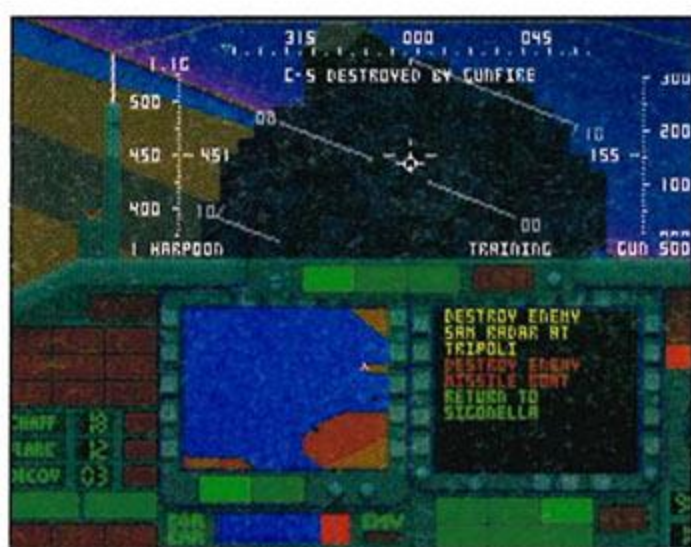 315 000 045
1.1G C-5 DESTROYED BY GUNFIRE 300
500
00 10 200
450 451 155
100
400 10 00
1 HARPOON TRAINING GUN 500
DESTROY ENEMY
SAM RADAR AT
TRIPOLI
DESTROY ENEMY
MISSILE BOAT
RETURN TO
SIGONELLA
CHAFF 18
FLARE 12
DECOY 03